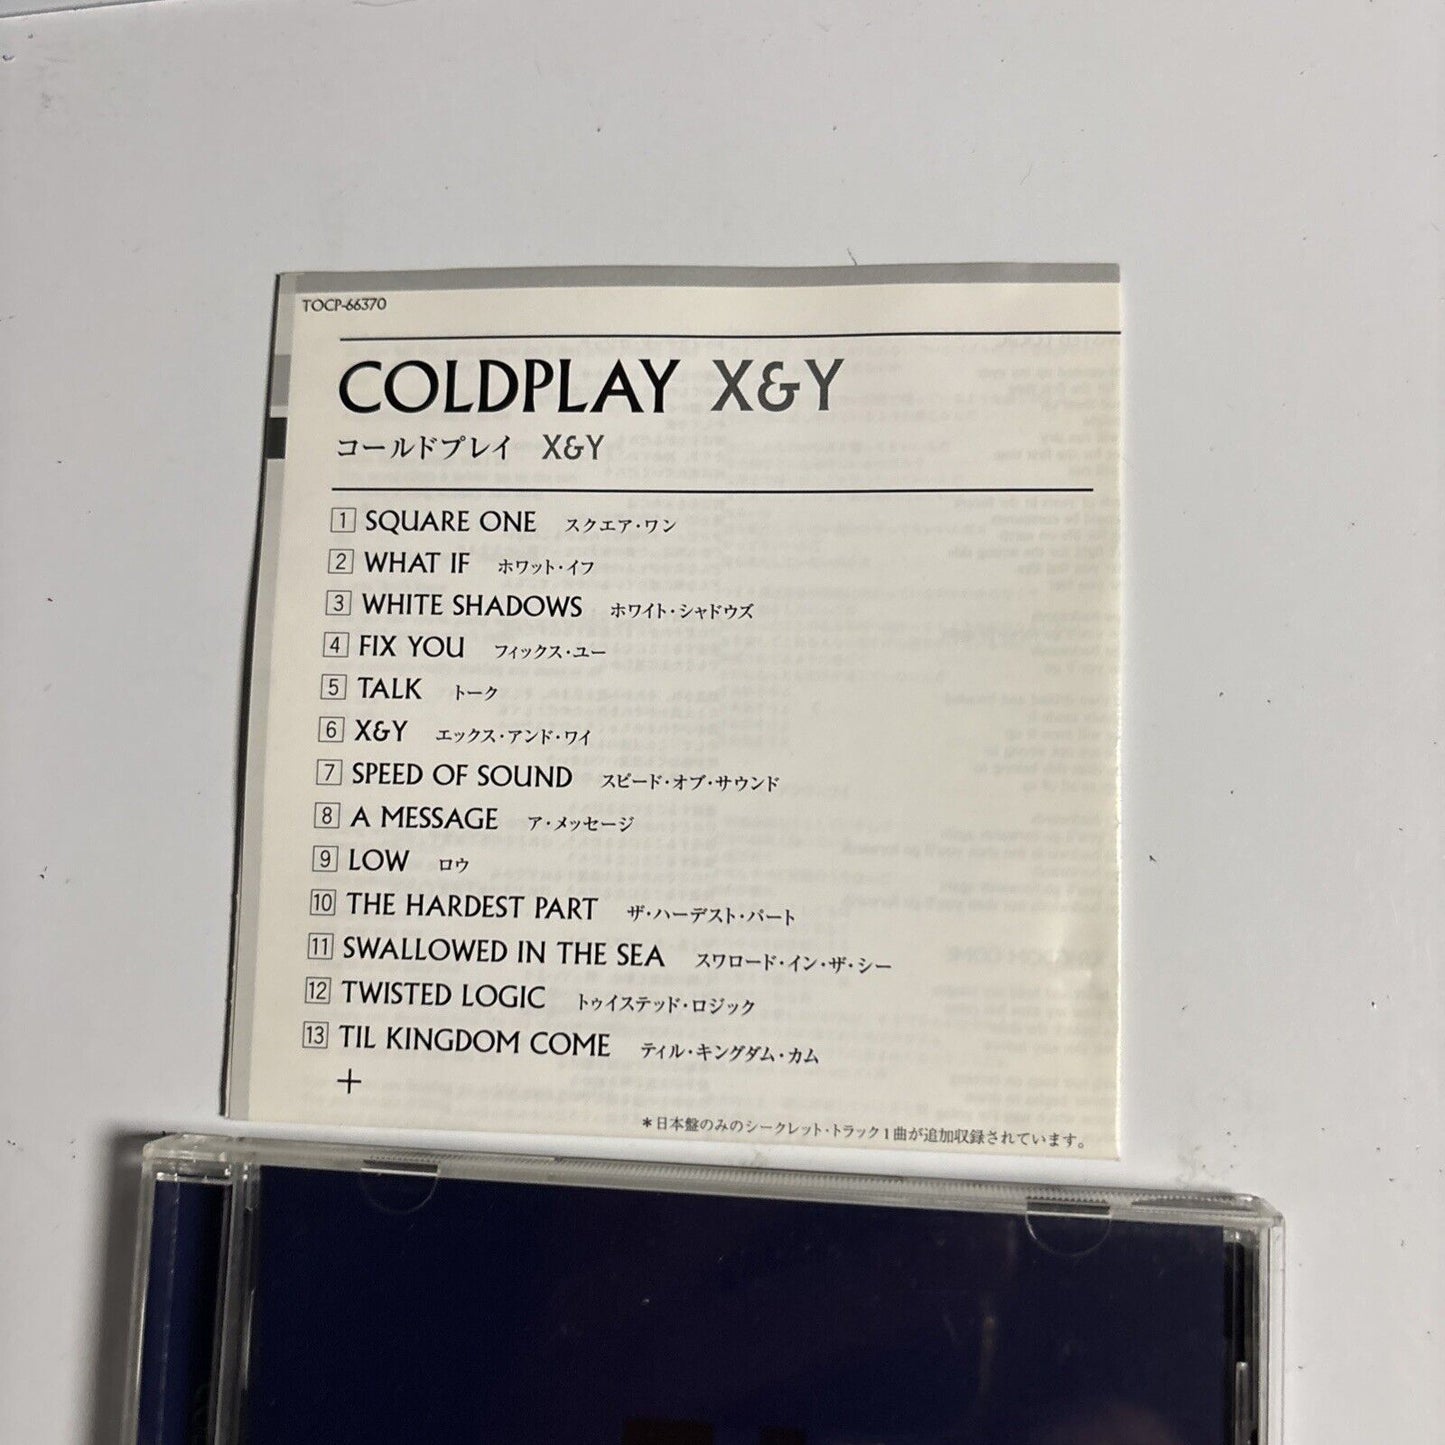 TOCP-66370
COLDPLAY X&Y
コールドプレイ X&Y
1 SQUARE ONE スクエア・ワン
2 WHAT IF ホワット・イフ
3 WHITE SHADOWS ホワイト・シャドウズ
4 FIX YOU フィックス・ユー
5 TALK トーク
6 X&Y エックス・アンド・ワイ
7 SPEED OF SOUND スピード・オブ・サウンド
8 A MESSAGE ア・メッセージ
9 LOW ロウ
10 THE HARDEST PART ザ・ハーデスト・パート
11 SWALLOWED IN THE SEA スワロード・イン・ザ・シー
12 TWISTED LOGIC トゥイステッド・ロジック
13 TIL KINGDOM COME ティル・キングダム・カム
+
*日本盤のみのシークレット・トラック1曲が追加収録されています。